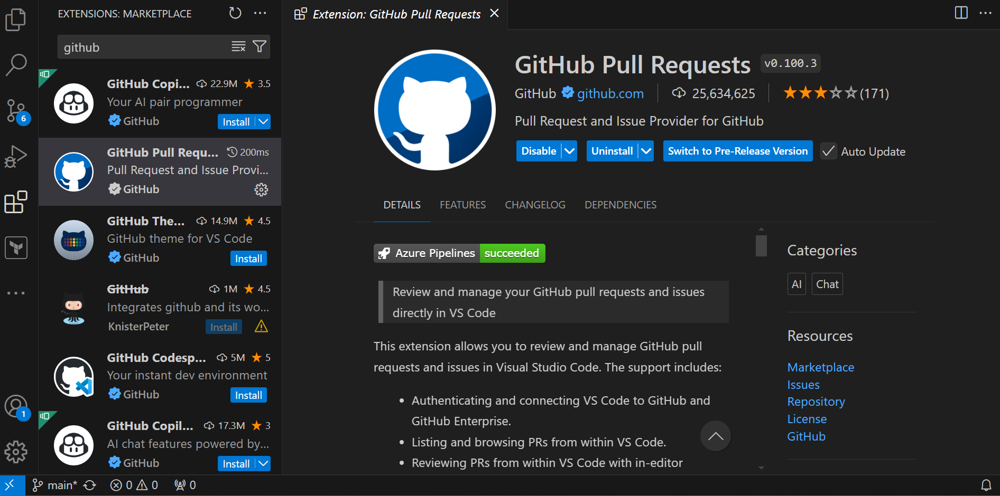 EXTENSIONS: MARKETPLACE
github
GitHub Copi... 22.9M 3.5
Your AI pair programmer
GitHub Install
GitHub Pull Requ... 200ms
Pull Request and Issue Provi...
GitHub
GitHub The... 14.9M 4.5
GitHub theme for VS Code
GitHub Install
GitHub 1M 4.5
Integrates github and its wo...
KnisterPeter Install
GitHub Codesp... 5M 5
Your instant dev environment
GitHub Install
GitHub Copil... 17.3M 3
AI chat features powered by...
GitHub Install
6
1
Extension: GitHub Pull Requests
GitHub Pull Requests v0.100.3
GitHub github.com 25,634,625 (171)
Pull Request and Issue Provider for GitHub
Disable Uninstall Switch to Pre-Release Version Auto Update
DETAILS FEATURES CHANGELOG DEPENDENCIES
Azure Pipelines succeeded
Review and manage your GitHub pull requests and issues
directly in VS Code
This extension allows you to review and manage GitHub pull
requests and issues in Visual Studio Code. The support includes:
• Authenticating and connecting VS Code to GitHub and
GitHub Enterprise.
• Listing and browsing PRs from within VS Code.
• Reviewing PRs from within VS Code with in-editor
Categories
AI Chat
Resources
Marketplace
Issues
Repository
License
GitHub
main* 0 0 0